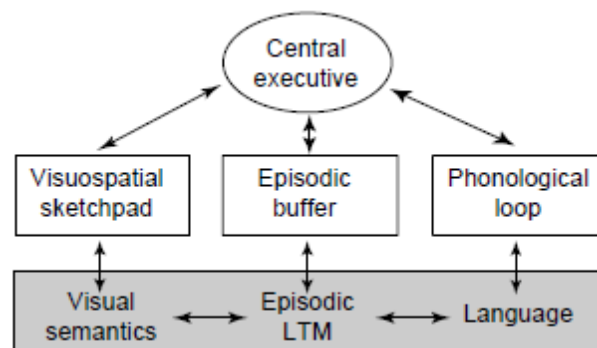 Central
executive
Visuospatial
sketchpad
Episodic
buffer
Phonological
loop
Visual
semantics
Episodic
LTM
Language